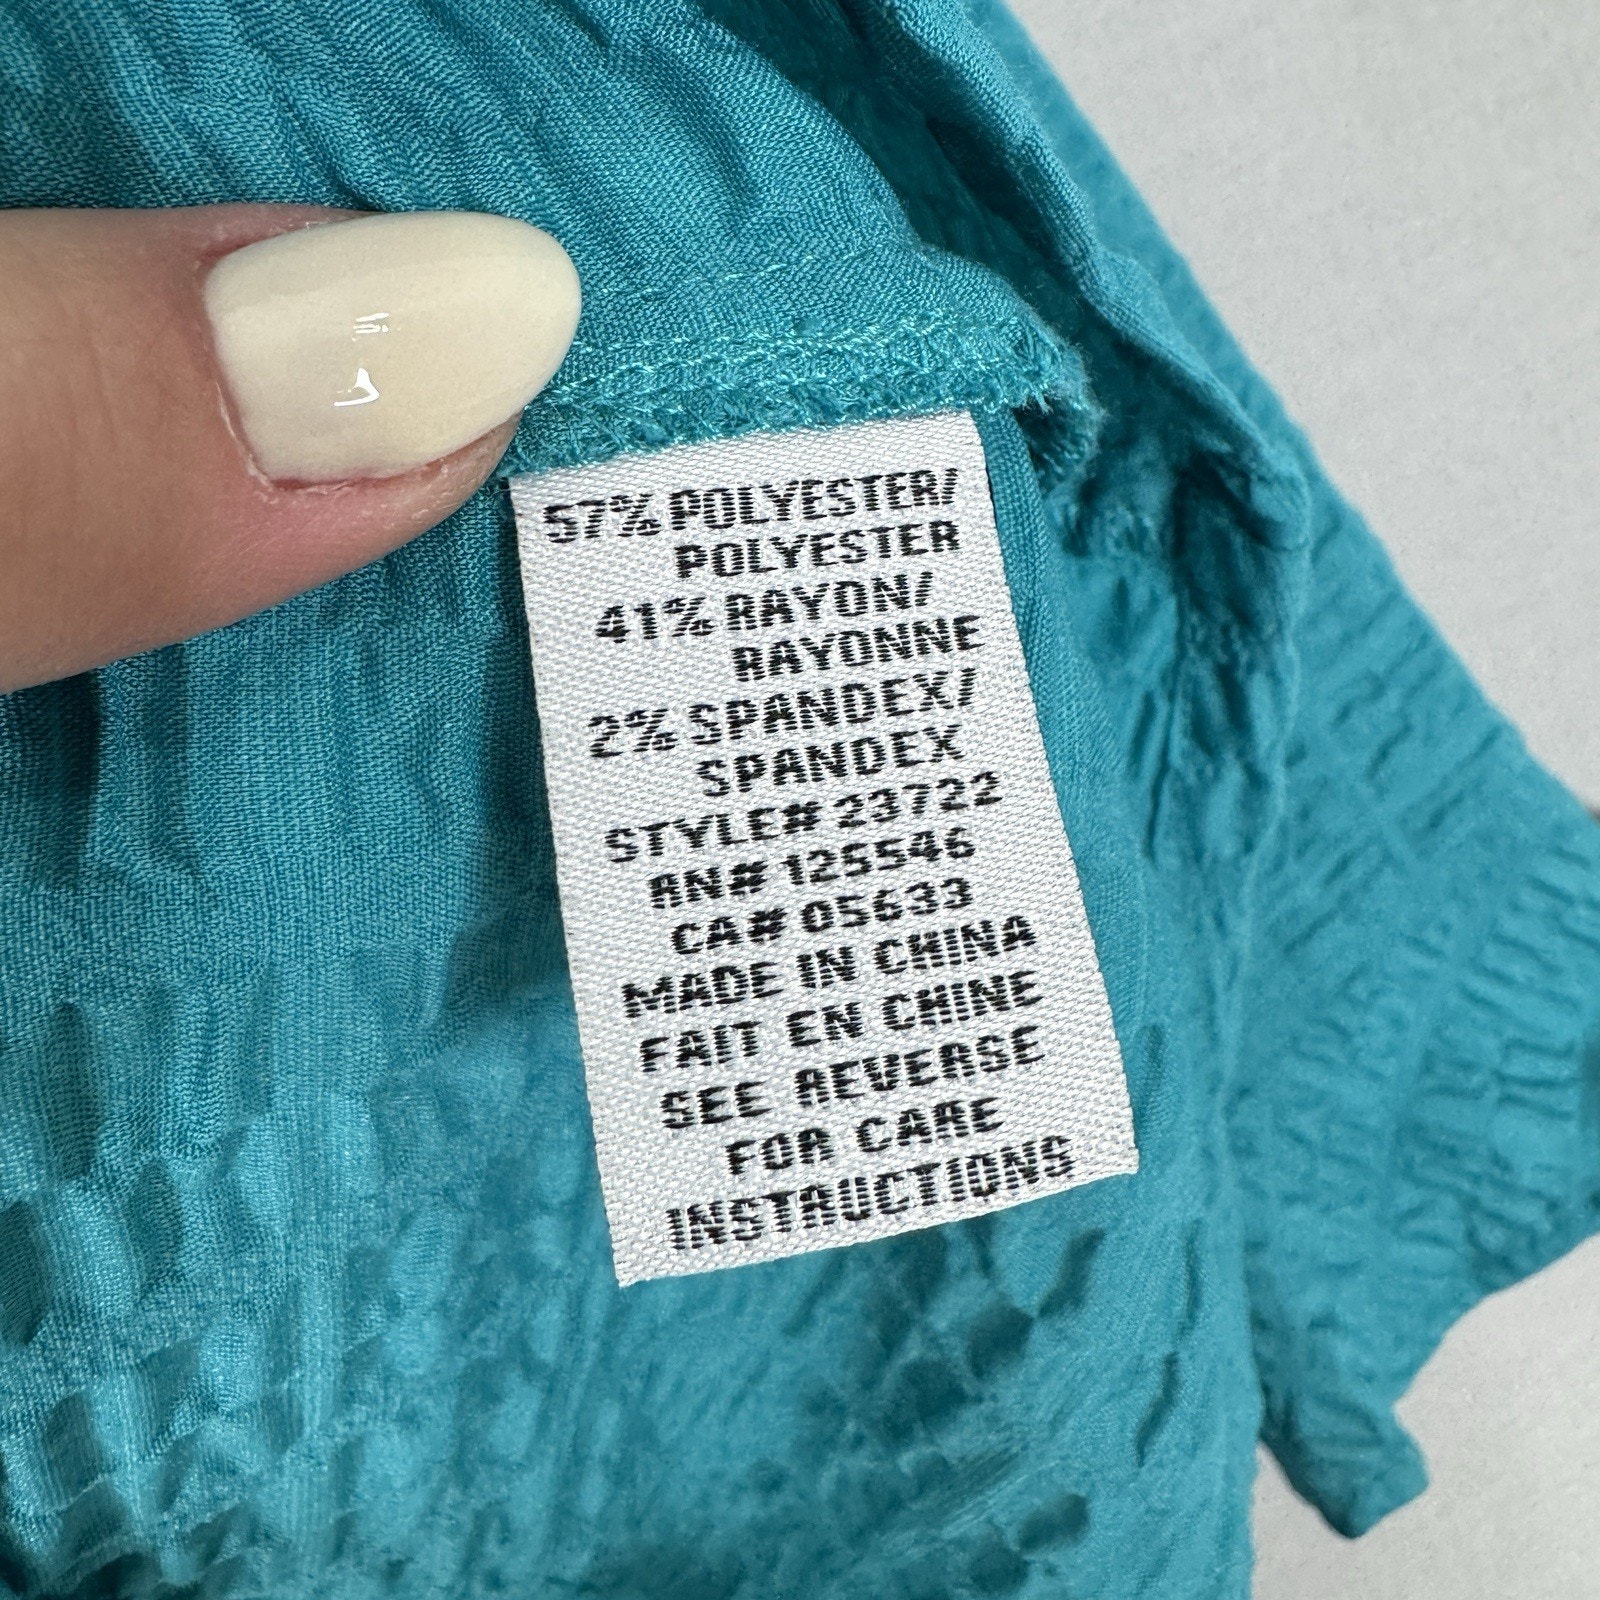 57% POLYESTER/
POLYESTER
41% RAYON/
RAYONNE
2% SPANDEX/
SPANDEX
STYLE# 23722
RN# 125546
CA# 05633
MADE IN CHINA
FAIT EN CHINE
SEE REVERSE
FOR CARE
INSTRUCTIONS